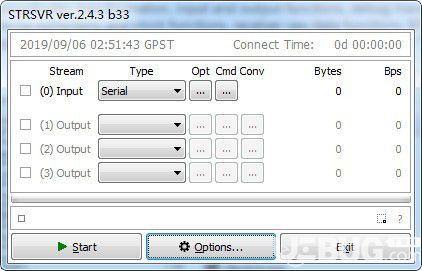 STRSVR ver.2.4.3 b33
2019/09/06 02:51:43 GPST Connect Time: 0d 00:00:00
Stream Type Opt Cmd Conv Bytes Bps
(0) Input Serial ... ... 0 0
(1) Output ... ... ... 0 0
(2) Output ... ... ... 0 0
(3) Output ... ... ... 0 0
?
Start Options... Exit